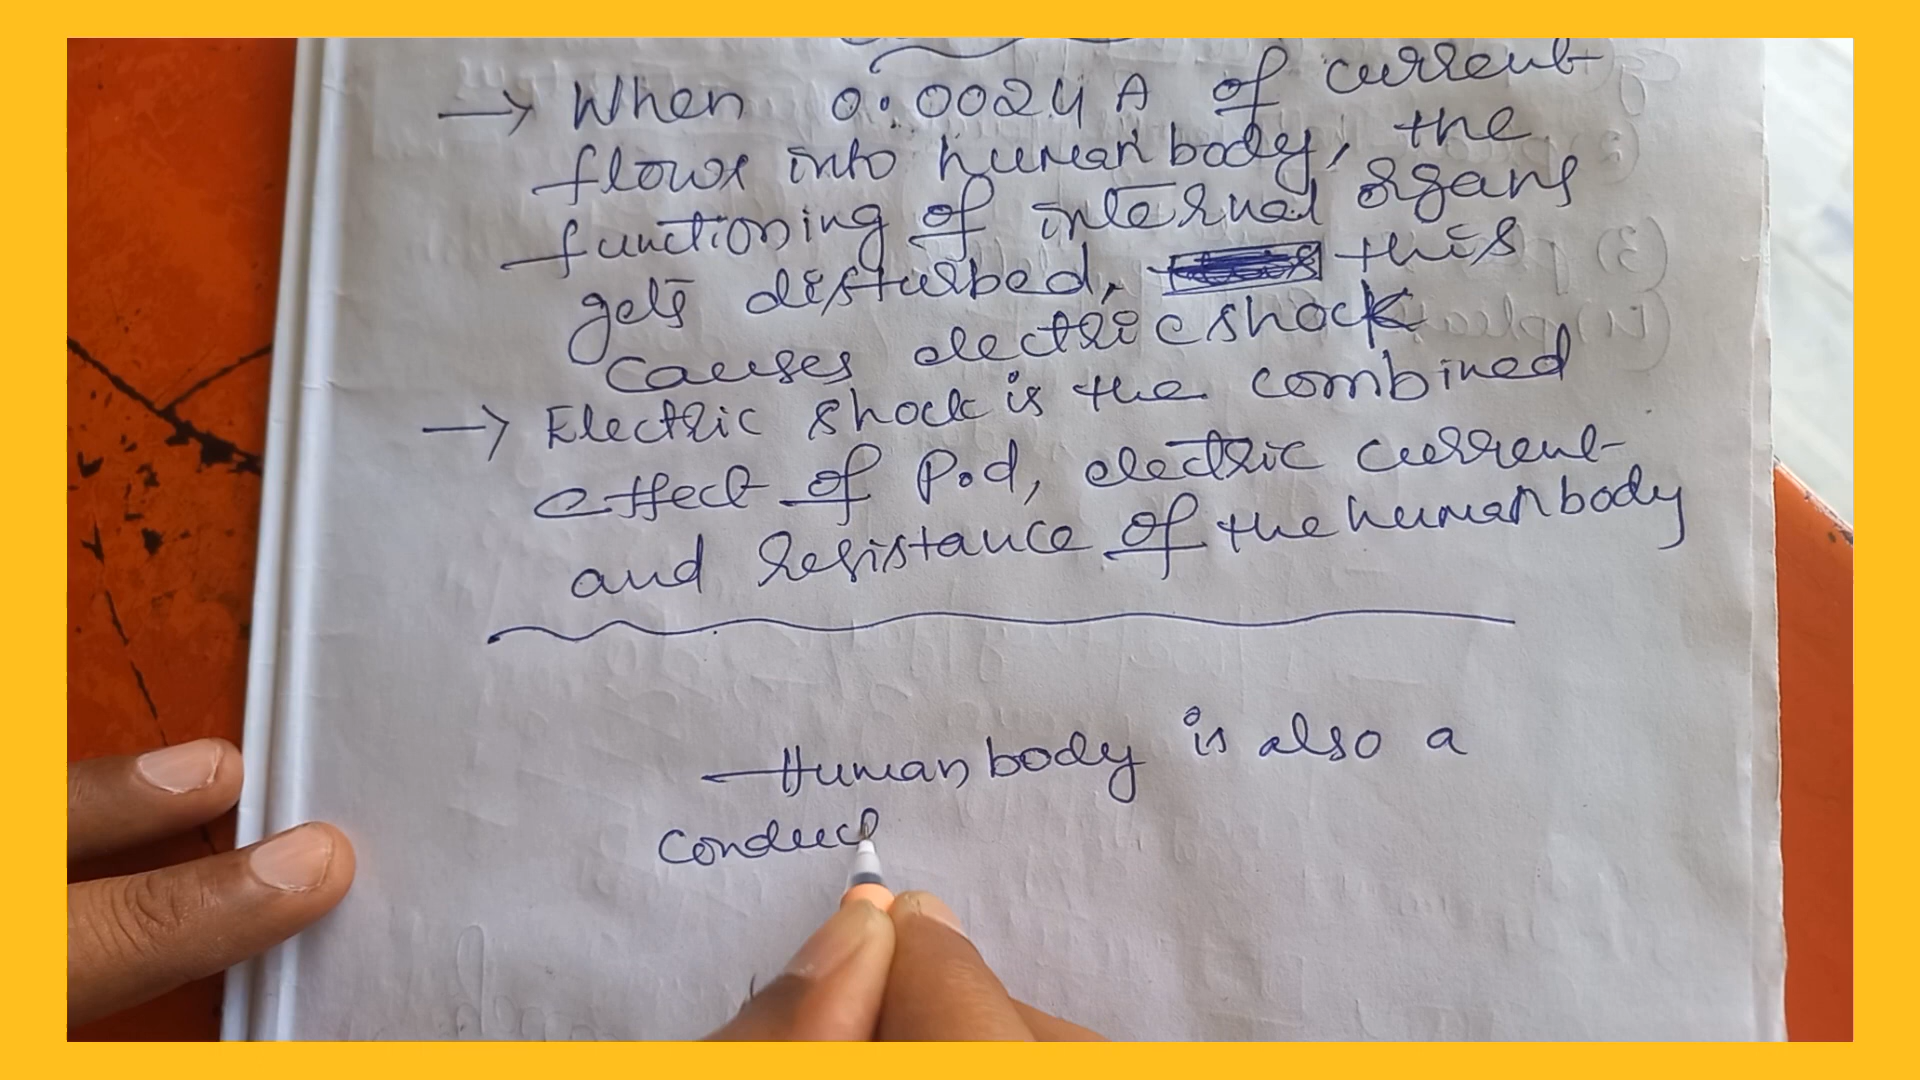 → When 0.0024 A of current
flows into human body, the
functioning of internal organs
gets disturbed, this
causes electric shock
→ Electric shock is the combined
effect of P.d, electric current
and resistance of the human body
Human body is also a
conduct